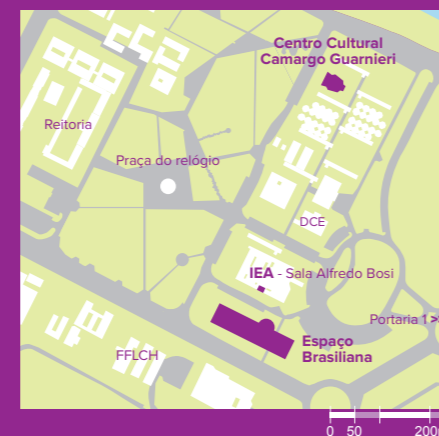 Centro Cultural
Camargo Guarnieri
Reitoria
Praça do relógio
DCE
IEA - Sala Alfredo Bosi
Portaria 1 >
Espaço
Brasiliana
FFLCH
0 50 200